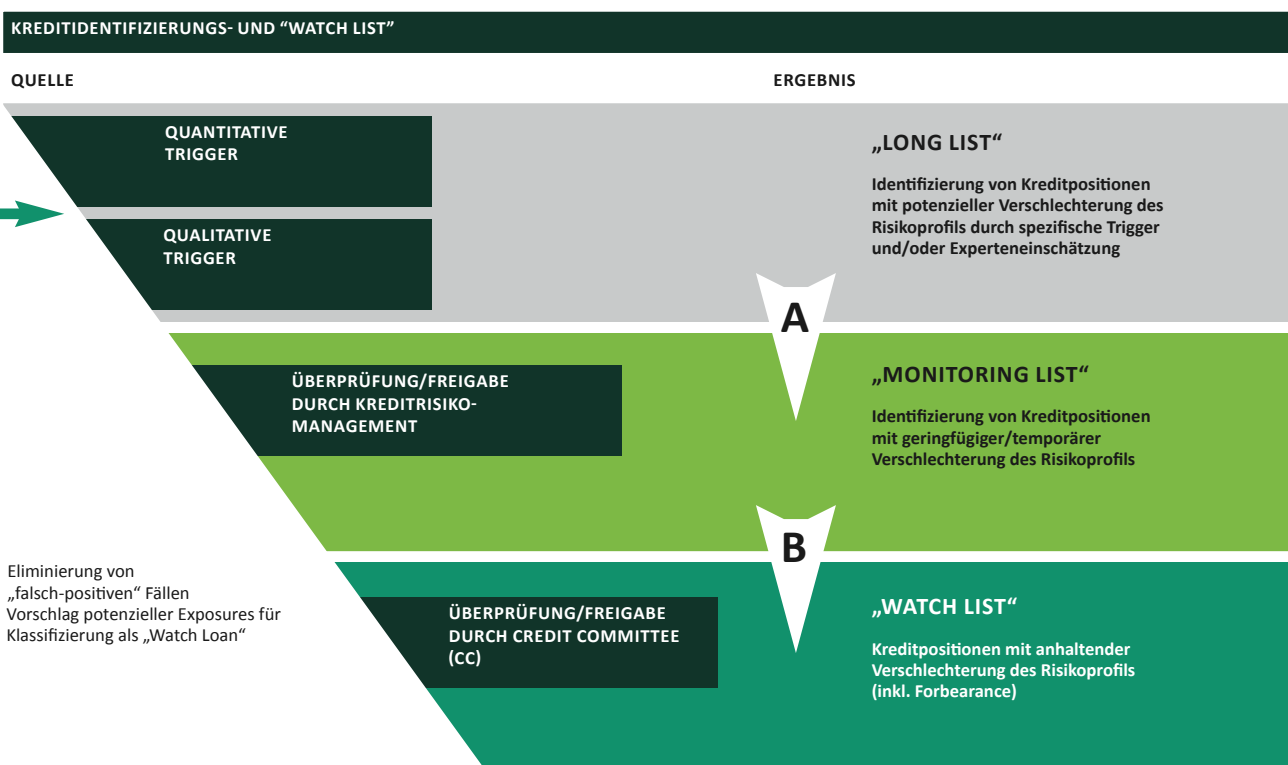 KREDITIDENTIFIZIERUNGS- UND “WATCH LIST”
QUELLE
ERGEBNIS
QUANTITATIVE
TRIGGER
QUALITATIVE
TRIGGER
„LONG LIST“
Identifizierung von Kreditpositionen
mit potenzieller Verschlechterung des
Risikoprofils durch spezifische Trigger
und/oder Experteneinschätzung
A
ÜBERPRÜFUNG/FREIGABE
DURCH KREDITRISIKO-
MANAGEMENT
„MONITORING LIST“
Identifizierung von Kreditpositionen
mit geringfügiger/temporärer
Verschlechterung des Risikoprofils
B
Eliminierung von
„falsch-positiven“ Fällen
Vorschlag potenzieller Exposures für
Klassifizierung als „Watch Loan“
ÜBERPRÜFUNG/FREIGABE
DURCH CREDIT COMMITTEE
(CC)
„WATCH LIST“
Kreditpositionen mit anhaltender
Verschlechterung des Risikoprofils
(inkl. Forbearance)